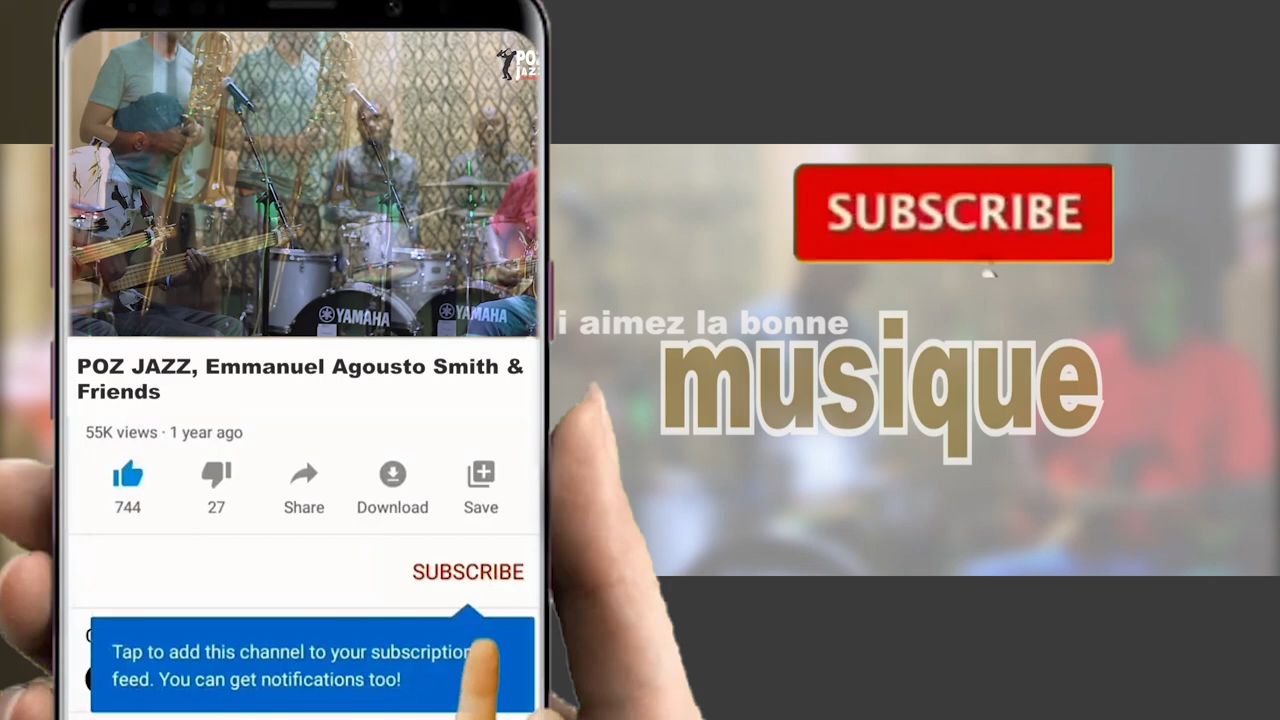 POZ
JAZZ
YAMAHA
YAMAHA
POZ JAZZ, Emmanuel Agousto Smith &
Friends
55K views · 1 year ago
744
27
Share
Download
Save
SUBSCRIBE
Tap to add this channel to your subscription
feed. You can get notifications too!
SUBSCRIBE
i aimez la bonne
musique